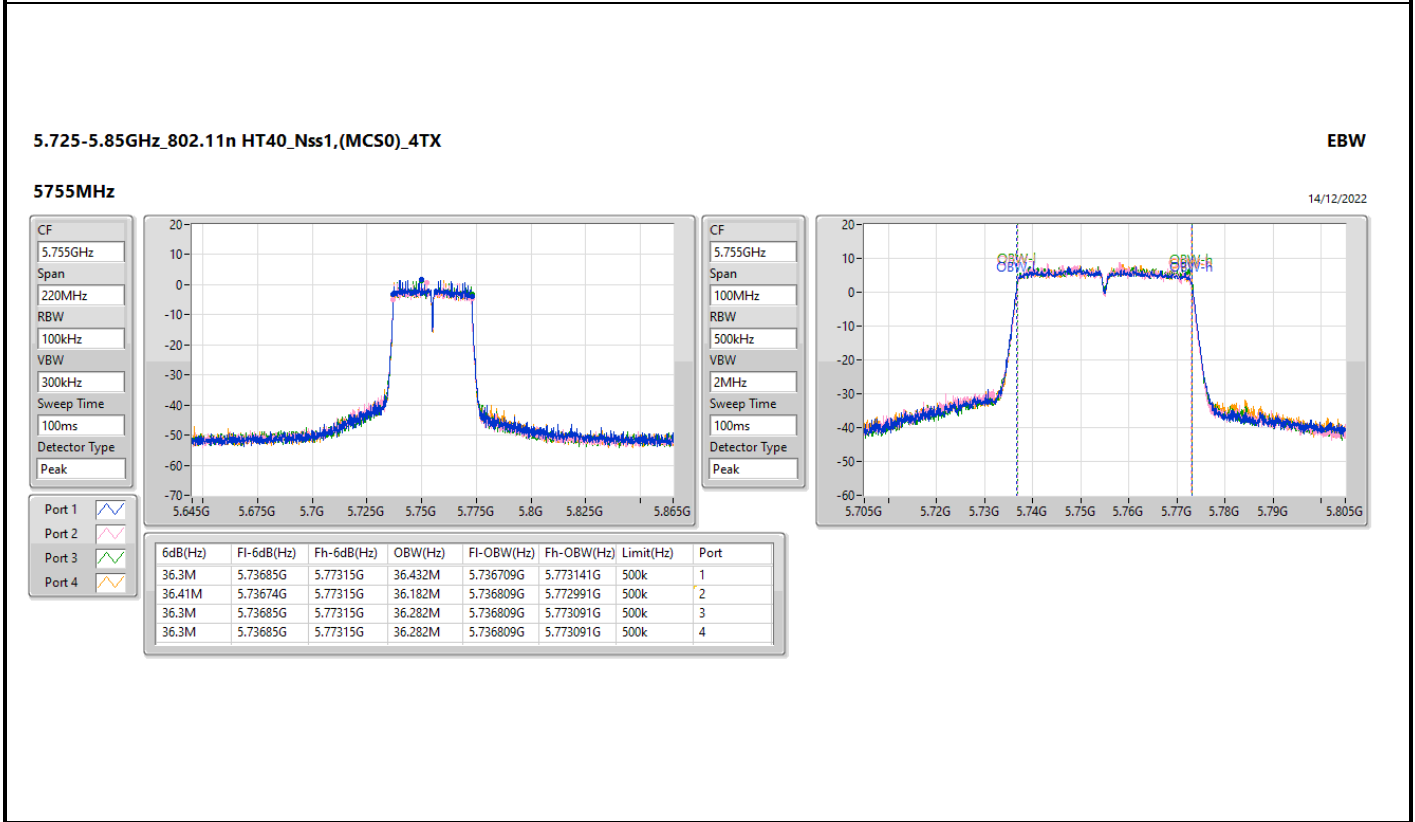 5.725-5.85GHz_802.11n HT40_Nss1,(MCS0)_4TX
EBW
5755MHz
14/12/2022
CF
5.755GHz
Span
220MHz
RBW
100kHz
VBW
300kHz
Sweep Time
100ms
Detector Type
Peak
Port 1
Port 2
Port 3
Port 4
20
10
0
-10
-20
-30
-40
-50
-60
-70
5.645G 5.675G 5.7G 5.725G 5.75G 5.775G 5.8G 5.825G 5.865G
CF
5.755GHz
Span
100MHz
RBW
500kHz
VBW
2MHz
Sweep Time
100ms
Detector Type
Peak
20
10
0
-10
-20
-30
-40
-50
-60
OBW-l OBW-h
OBW-l OBW-h
5.705G 5.72G 5.73G 5.74G 5.75G 5.76G 5.77G 5.78G 5.79G 5.805G
6dB(Hz) Fl-6dB(Hz) Fh-6dB(Hz) OBW(Hz) Fl-OBW(Hz) Fh-OBW(Hz) Limit(Hz) Port
36.3M 5.73685G 5.77315G 36.432M 5.736709G 5.773141G 500k 1
36.41M 5.73674G 5.77315G 36.182M 5.736809G 5.772991G 500k 2
36.3M 5.73685G 5.77315G 36.282M 5.736809G 5.773091G 500k 3
36.3M 5.73685G 5.77315G 36.282M 5.736809G 5.773091G 500k 4